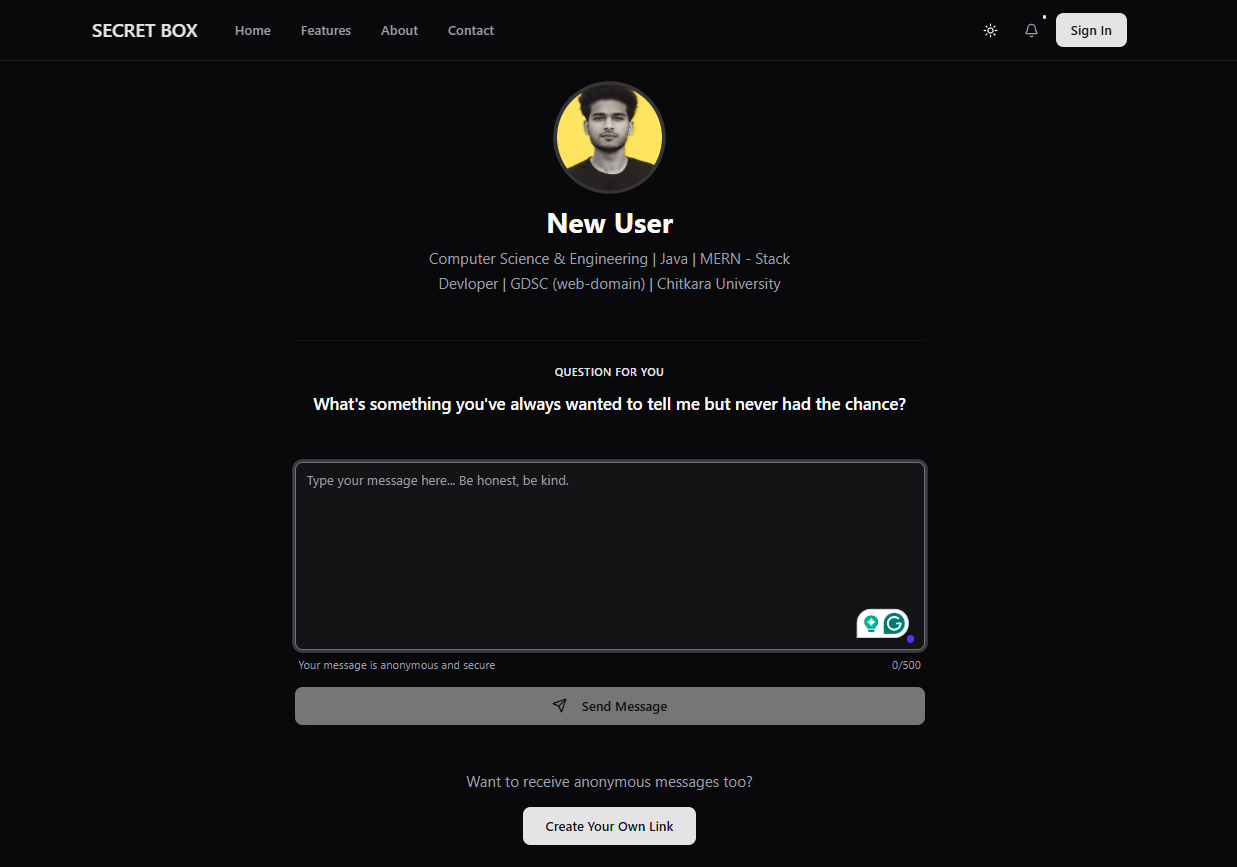 SECRET BOX Home Features About Contact Sign In
New User
Computer Science & Engineering | Java | MERN - Stack
Devloper | GDSC (web-domain) | Chitkara University
QUESTION FOR YOU
What's something you've always wanted to tell me but never had the chance?
Type your message here... Be honest, be kind.
Your message is anonymous and secure 0/500
Send Message
Want to receive anonymous messages too?
Create Your Own Link